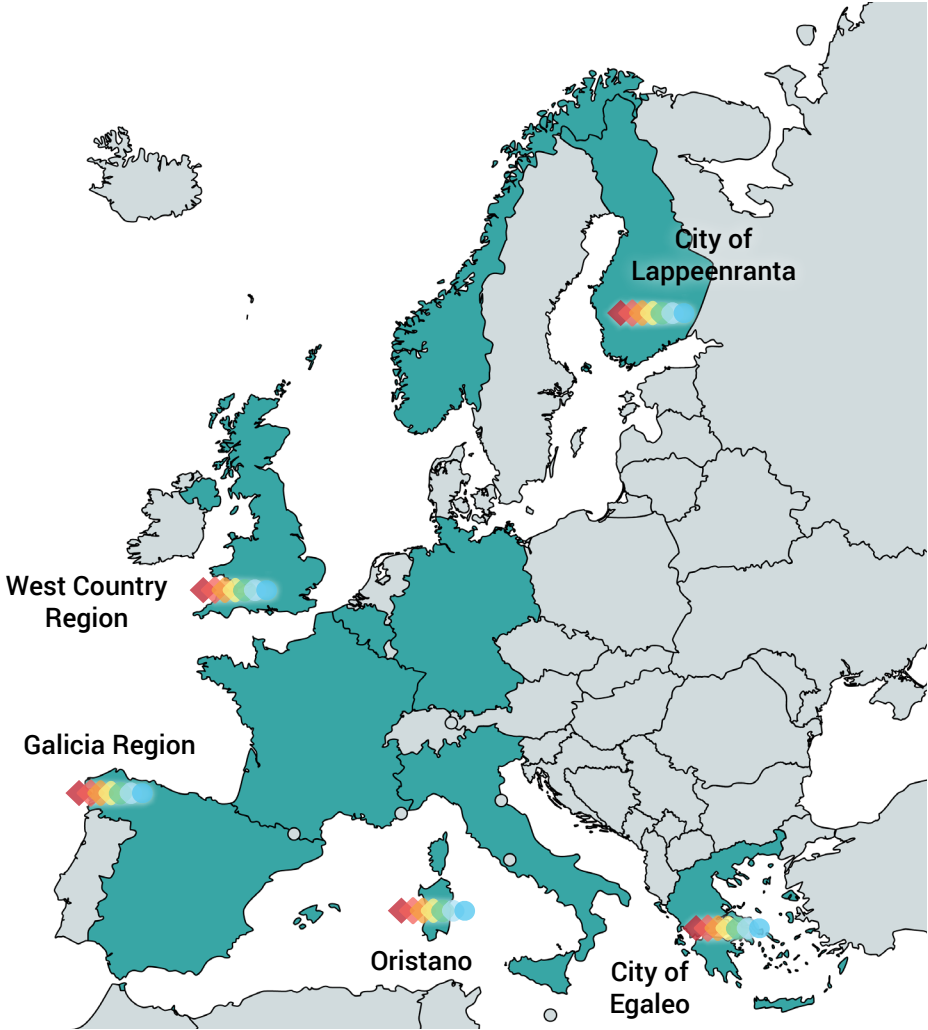 City of
Lappeenranta
West Country
Region
Galicia Region
Oristano
City of
Egaleo